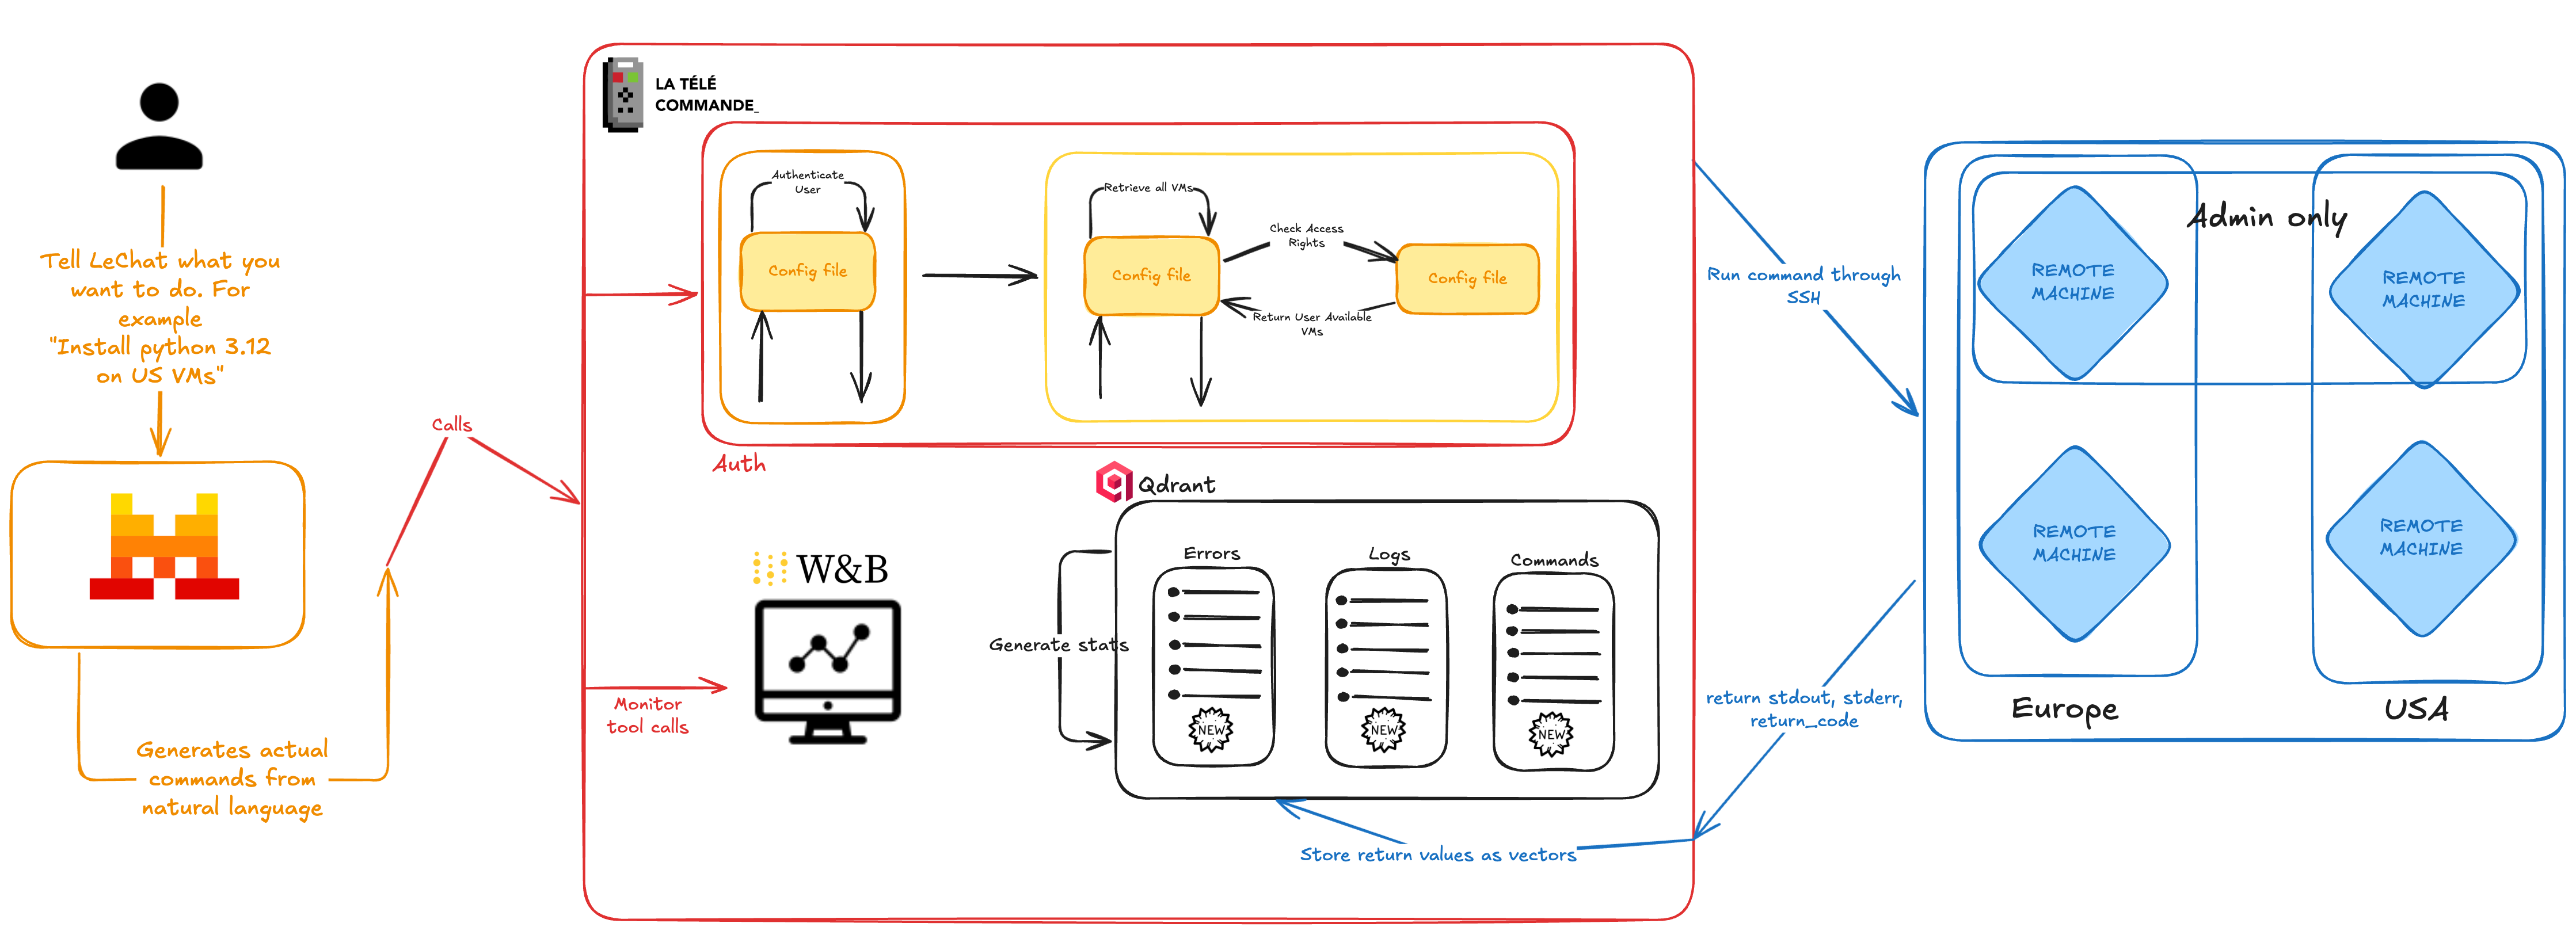 LA TÉLÉ
COMMANDE_
Tell LeChat what you
want to do. For
example
"Install python 3.12
on US VMs"
Generates actual
commands from
natural language
Calls
Authenticate
User
Config file
Retrieve all VMs
Config file
Check Access
Rights
Config file
Return User Available
VMs
Auth
Monitor
tool calls
W&B
Qdrant
Generate stats
Errors
NEW
Logs
NEW
Commands
NEW
Store return values as vectors
Run command through
SSH
return stdout, stderr,
return_code
Admin only
REMOTE
MACHINE
REMOTE
MACHINE
REMOTE
MACHINE
REMOTE
MACHINE
Europe
USA